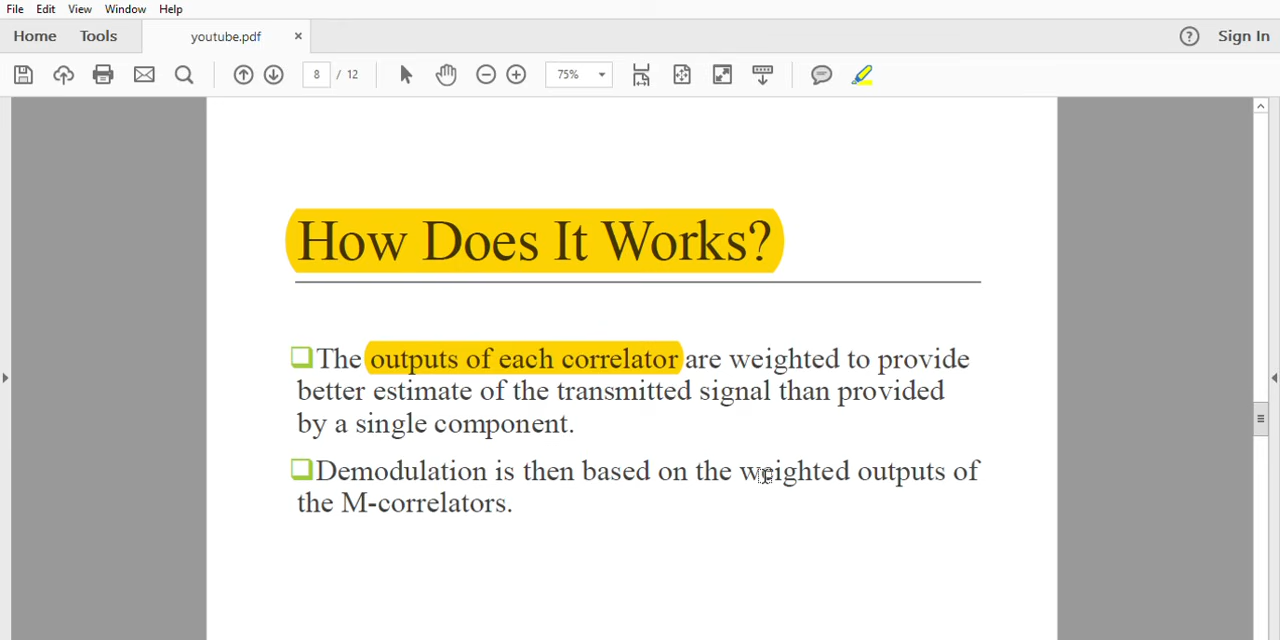 File Edit View Window Help
Home Tools youtube.pdf × ? Sign In
8 / 12 75%
How Does It Works?
The outputs of each correlator are weighted to provide
better estimate of the transmitted signal than provided
by a single component.
Demodulation is then based on the weighted outputs of
the M-correlators.